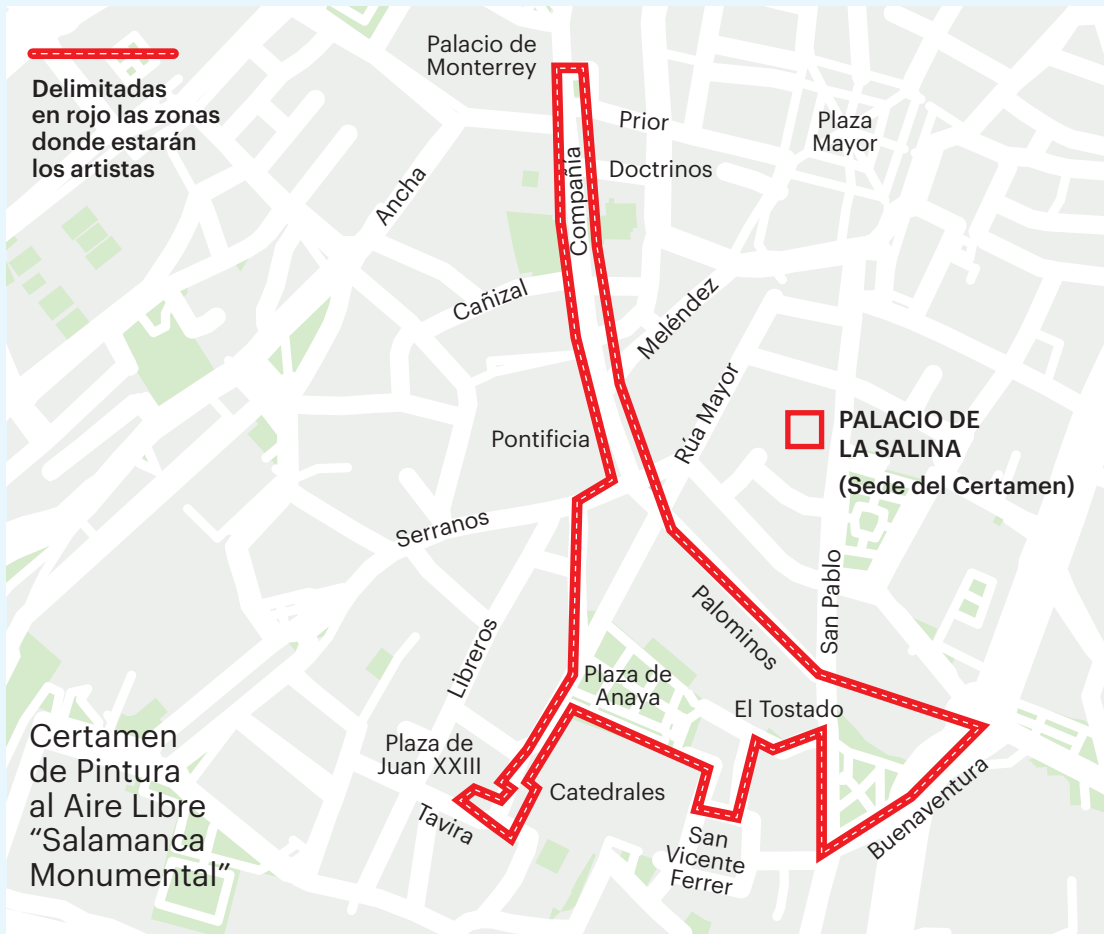 Delimitadas
en rojo las zonas
donde estarán
los artistas
Palacio de
Monterrey
Prior
Plaza
Mayor
Doctrinos
Compañía
Ancha
Cañizal
Meléndez
Rúa Mayor
PALACIO DE
LA SALINA
(Sede del Certamen)
Pontificia
Serranos
San Pablo
Palominos
Libreros
Plaza de
Anaya
El Tostado
Plaza de
Juan XXIII
Catedrales
Tavira
San
Vicente
Ferrer
Buenaventura
Certamen
de Pintura
al Aire Libre
“Salamanca
Monumental”